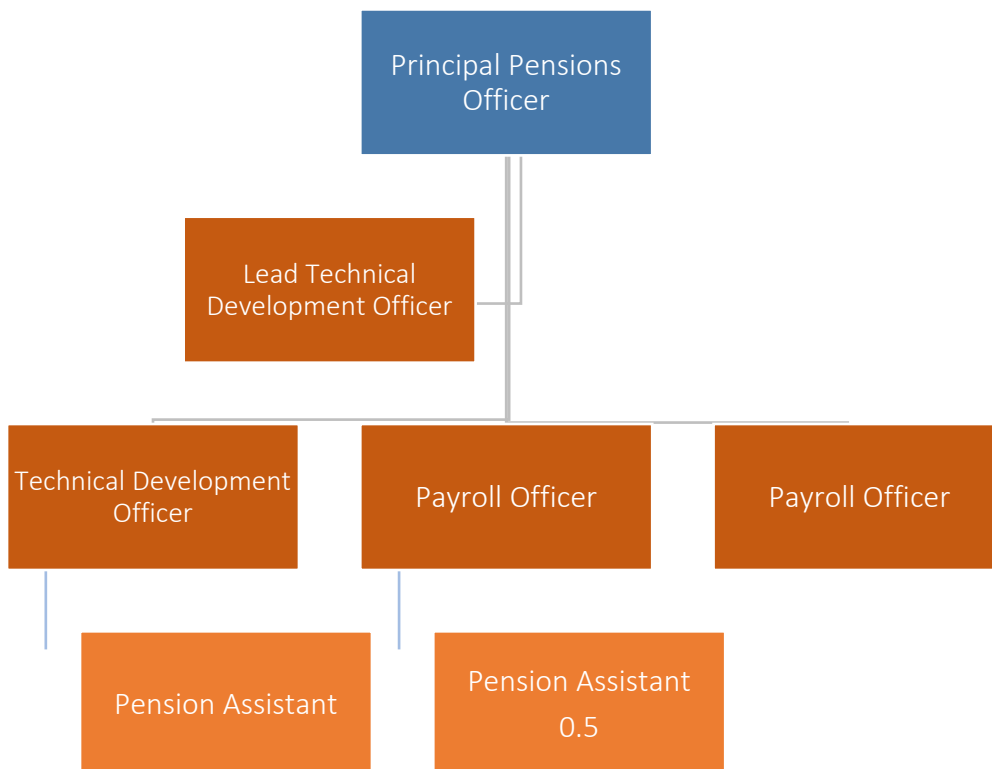 Principal Pensions
Officer
Lead Technical
Development Officer
Technical Development
Officer
Payroll Officer
Payroll Officer
Pension Assistant
Pension Assistant
0.5